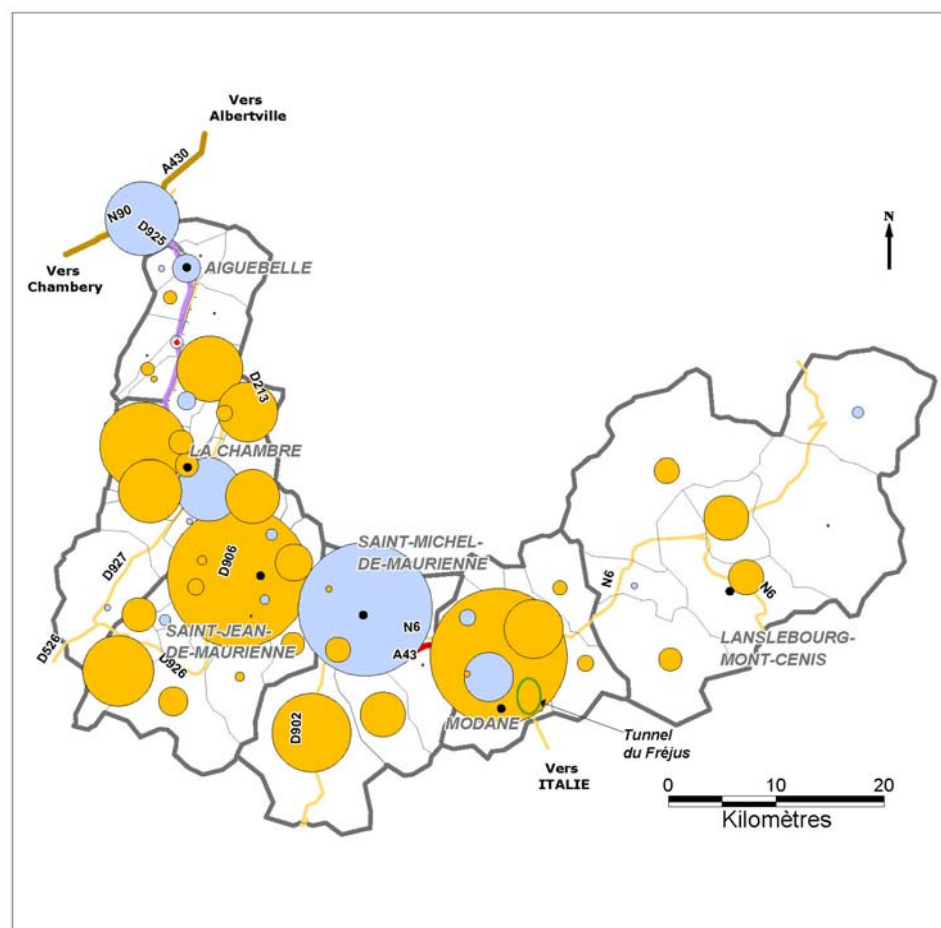 Vers
Albertville
A430
N90
D925
Vers
Chambery
AIGUEBELLE
N
D213
LA CHAMBRE
SAINT-MICHEL-
DE-MAURIENNE
D906
D927
N6
N6
N6
A43
SAINT-JEAN-
DE-MAURIENNE
D526
D926
LANSLEBOURG-
MONT-CENIS
D902
MODANE
Tunnel
du Fréjus
Vers
ITALIE
0 10 20
Kilomètres